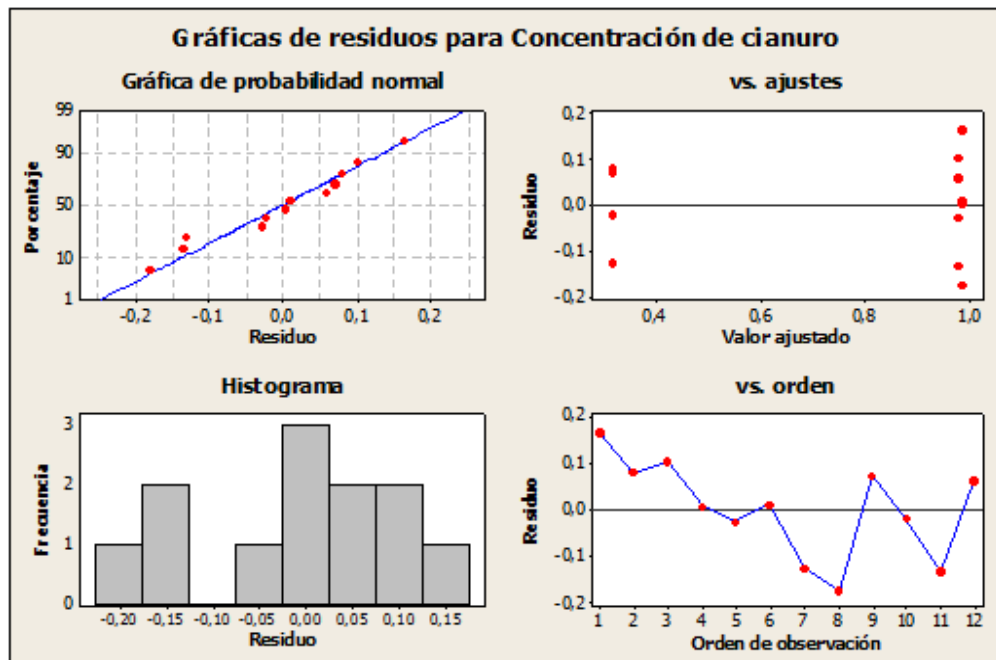 Gráficas de residuos para Concentración de cianuro
Gráfica de probabilidad normal
99
90
50
10
1
Porcentaje
-0,2 -0,1 0,0 0,1 0,2
Residuo
vs. ajustes
0,2
0,1
0,0
-0,1
-0,2
Residuo
0,4 0,6 0,8 1,0
Valor ajustado
Histograma
3
2
1
0
Frecuencia
-0,20 -0,15 -0,10 -0,05 0,00 0,05 0,10 0,15
Residuo
vs. orden
0,2
0,1
0,0
-0,1
-0,2
Residuo
1 2 3 4 5 6 7 8 9 10 11 12
Orden de observación